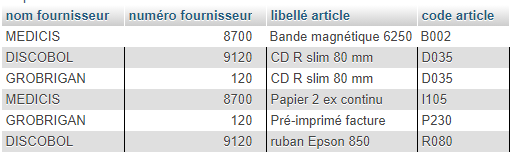 nom fournisseur numéro fournisseur libellé article code article
MEDICIS 8700 Bande magnétique 6250 B002
DISCOBOL 9120 CD R slim 80 mm D035
GROBRIGAN 120 CD R slim 80 mm D035
MEDICIS 8700 Papier 2 ex continu I105
GROBRIGAN 120 Pré-imprimé facture P230
DISCOBOL 9120 ruban Epson 850 R080